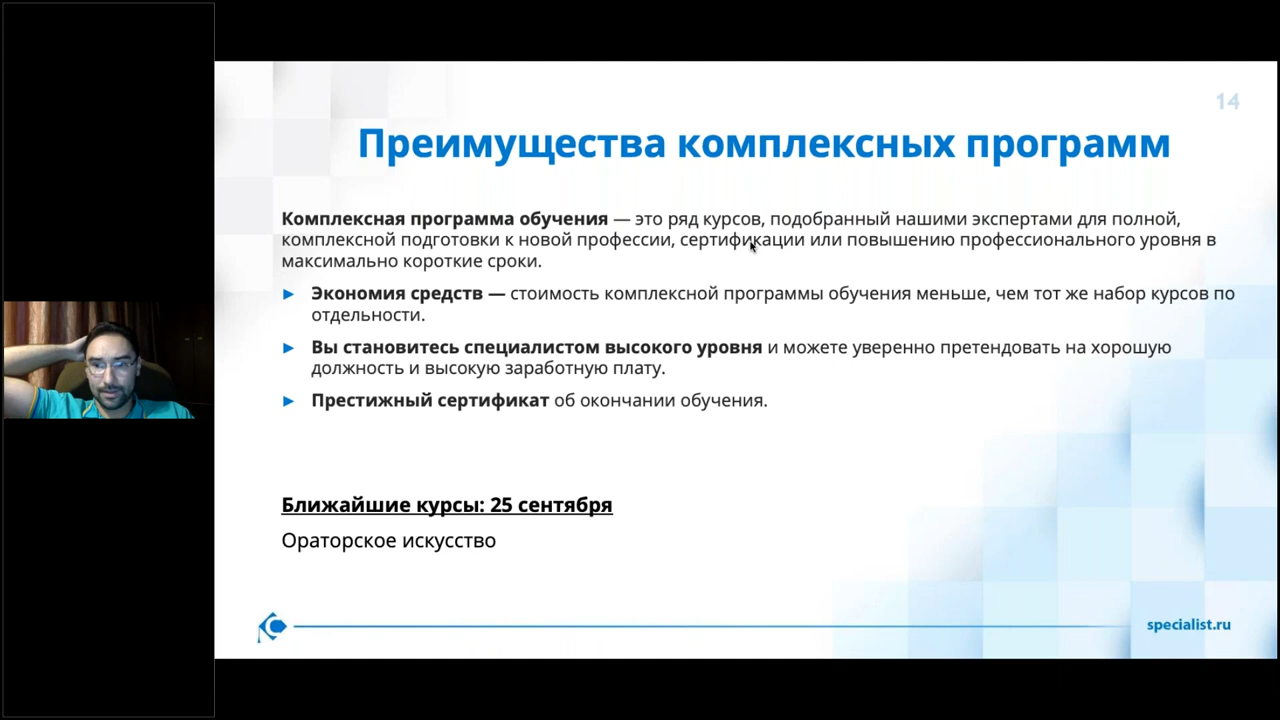 14
Преимущества комплексных программ
Комплексная программа обучения — это ряд курсов, подобранный нашими экспертами для полной,
комплексной подготовки к новой профессии, сертификации или повышению профессионального уровня в
максимально короткие сроки.
► Экономия средств — стоимость комплексной программы обучения меньше, чем тот же набор курсов по
отдельности.
► Вы становитесь специалистом высокого уровня и можете уверенно претендовать на хорошую
должность и высокую заработную плату.
► Престижный сертификат об окончании обучения.
Ближайшие курсы: 25 сентября
Ораторское искусство
specialist.ru